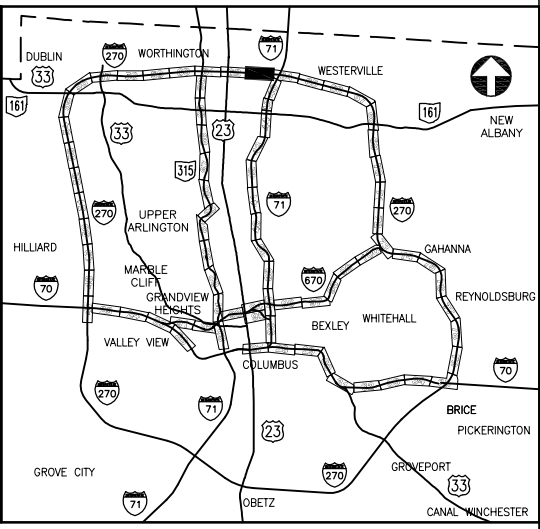 DUBLIN
33
270
WORTHINGTON
71
WESTERVILLE
161
161
NEW
ALBANY
33
23
315
270
71
270
UPPER
ARLINGTON
HILLIARD
GAHANNA
70
MARBLE
CLIFF
670
GRANDVIEW
HEIGHTS
REYNOLDSBURG
BEXLEY
WHITEHALL
VALLEY VIEW
COLUMBUS
70
270
71
BRICE
23
PICKERINGTON
GROVE CITY
270
GROVEPORT
33
71
OBETZ
CANAL WINCHESTER